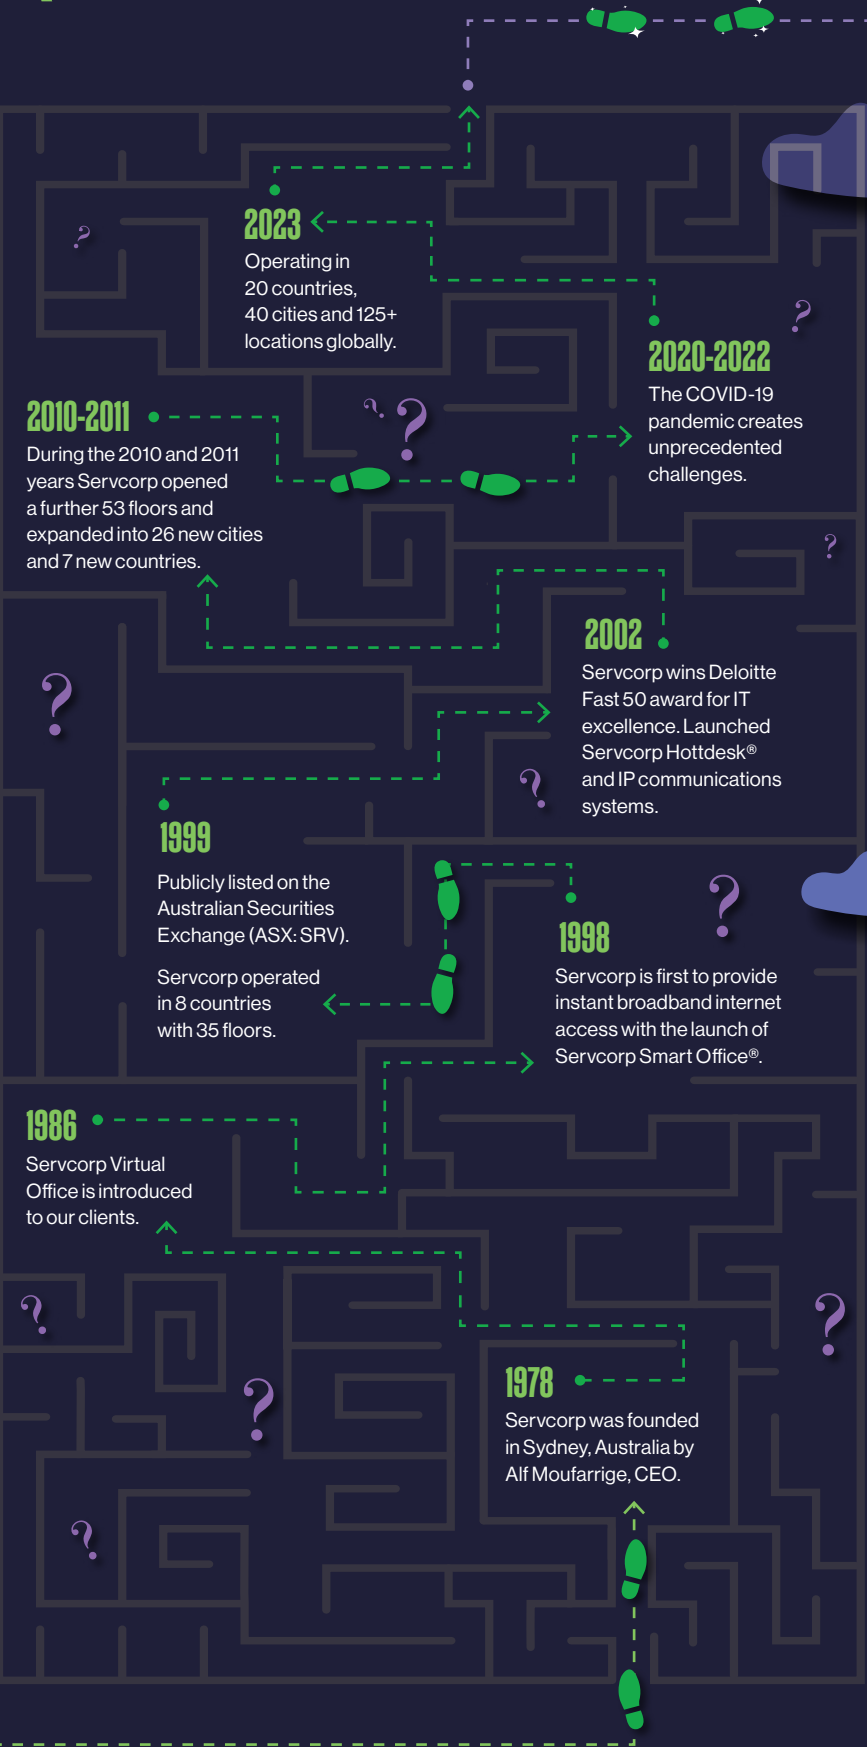 2023
Operating in
20 countries,
40 cities and 125+
locations globally.
2020-2022
The COVID-19
pandemic creates
unprecedented
challenges.
2010-2011
During the 2010 and 2011
years Servcorp opened
a further 53 floors and
expanded into 26 new cities
and 7 new countries.
2002
Servcorp wins Deloitte
Fast 50 award for IT
excellence. Launched
Servcorp Hottdesk®
and IP communications
systems.
1999
Publicly listed on the
Australian Securities
Exchange (ASX: SRV).
Servcorp operated
in 8 countries
with 35 floors.
1998
Servcorp is first to provide
instant broadband internet
access with the launch of
Servcorp Smart Office®.
1986
Servcorp Virtual
Office is introduced
to our clients.
1978
Servcorp was founded
in Sydney, Australia by
Alf Moufarrige, CEO.